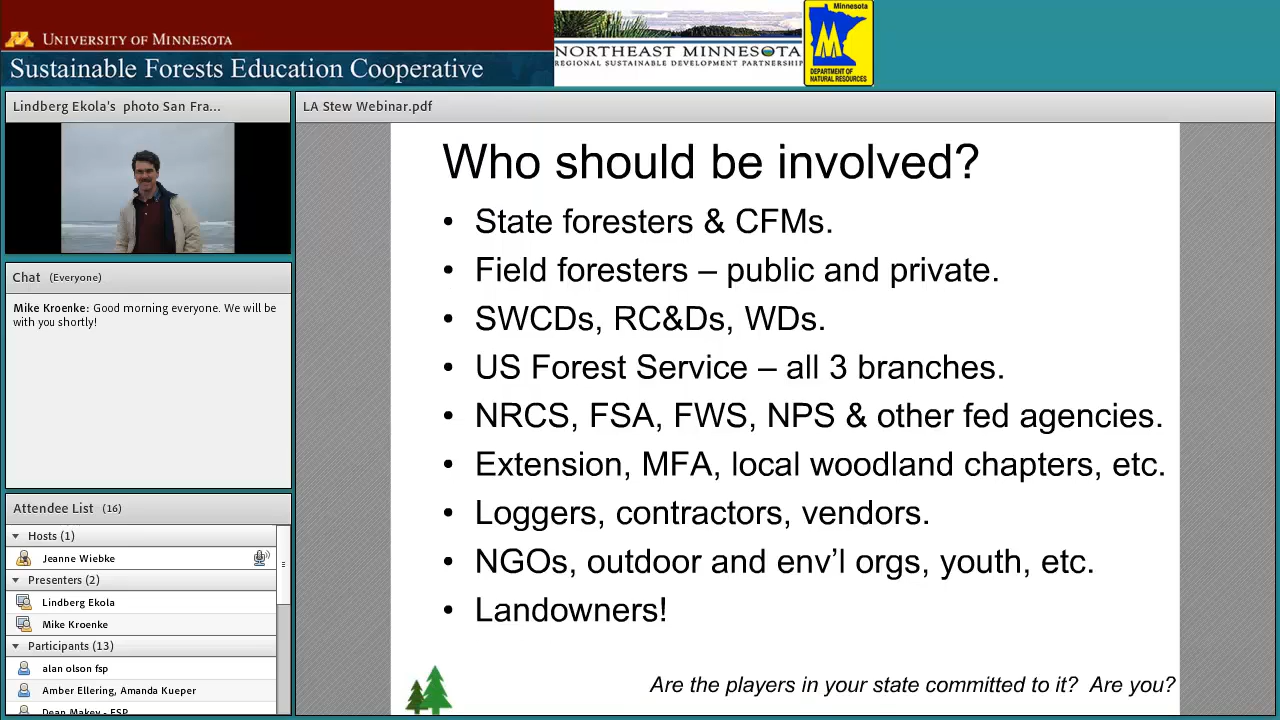 UNIVERSITY OF MINNESOTA
Sustainable Forests Education Cooperative
NORTHEAST MINNESOTA
REGIONAL SUSTAINABLE DEVELOPMENT PARTNERSHIP
Minnesota
M
DEPARTMENT OF
NATURAL RESOURCES
Lindberg Ekola's photo San Fra...
Chat (Everyone)
Mike Kroenke: Good morning everyone. We will be
with you shortly!
Attendee List (16)
Hosts (1)
Jeanne Wiebke
Presenters (2)
Lindberg Ekola
Mike Kroenke
Participants (13)
alan olson fsp
Amber Ellering, Amanda Kueper
Dean Makey - FSP
LA Stew Webinar.pdf
Who should be involved?
• State foresters & CFMs.
• Field foresters – public and private.
• SWCDs, RC&Ds, WDs.
• US Forest Service – all 3 branches.
• NRCS, FSA, FWS, NPS & other fed agencies.
• Extension, MFA, local woodland chapters, etc.
• Loggers, contractors, vendors.
• NGOs, outdoor and env’l orgs, youth, etc.
• Landowners!
Are the players in your state committed to it? Are you?